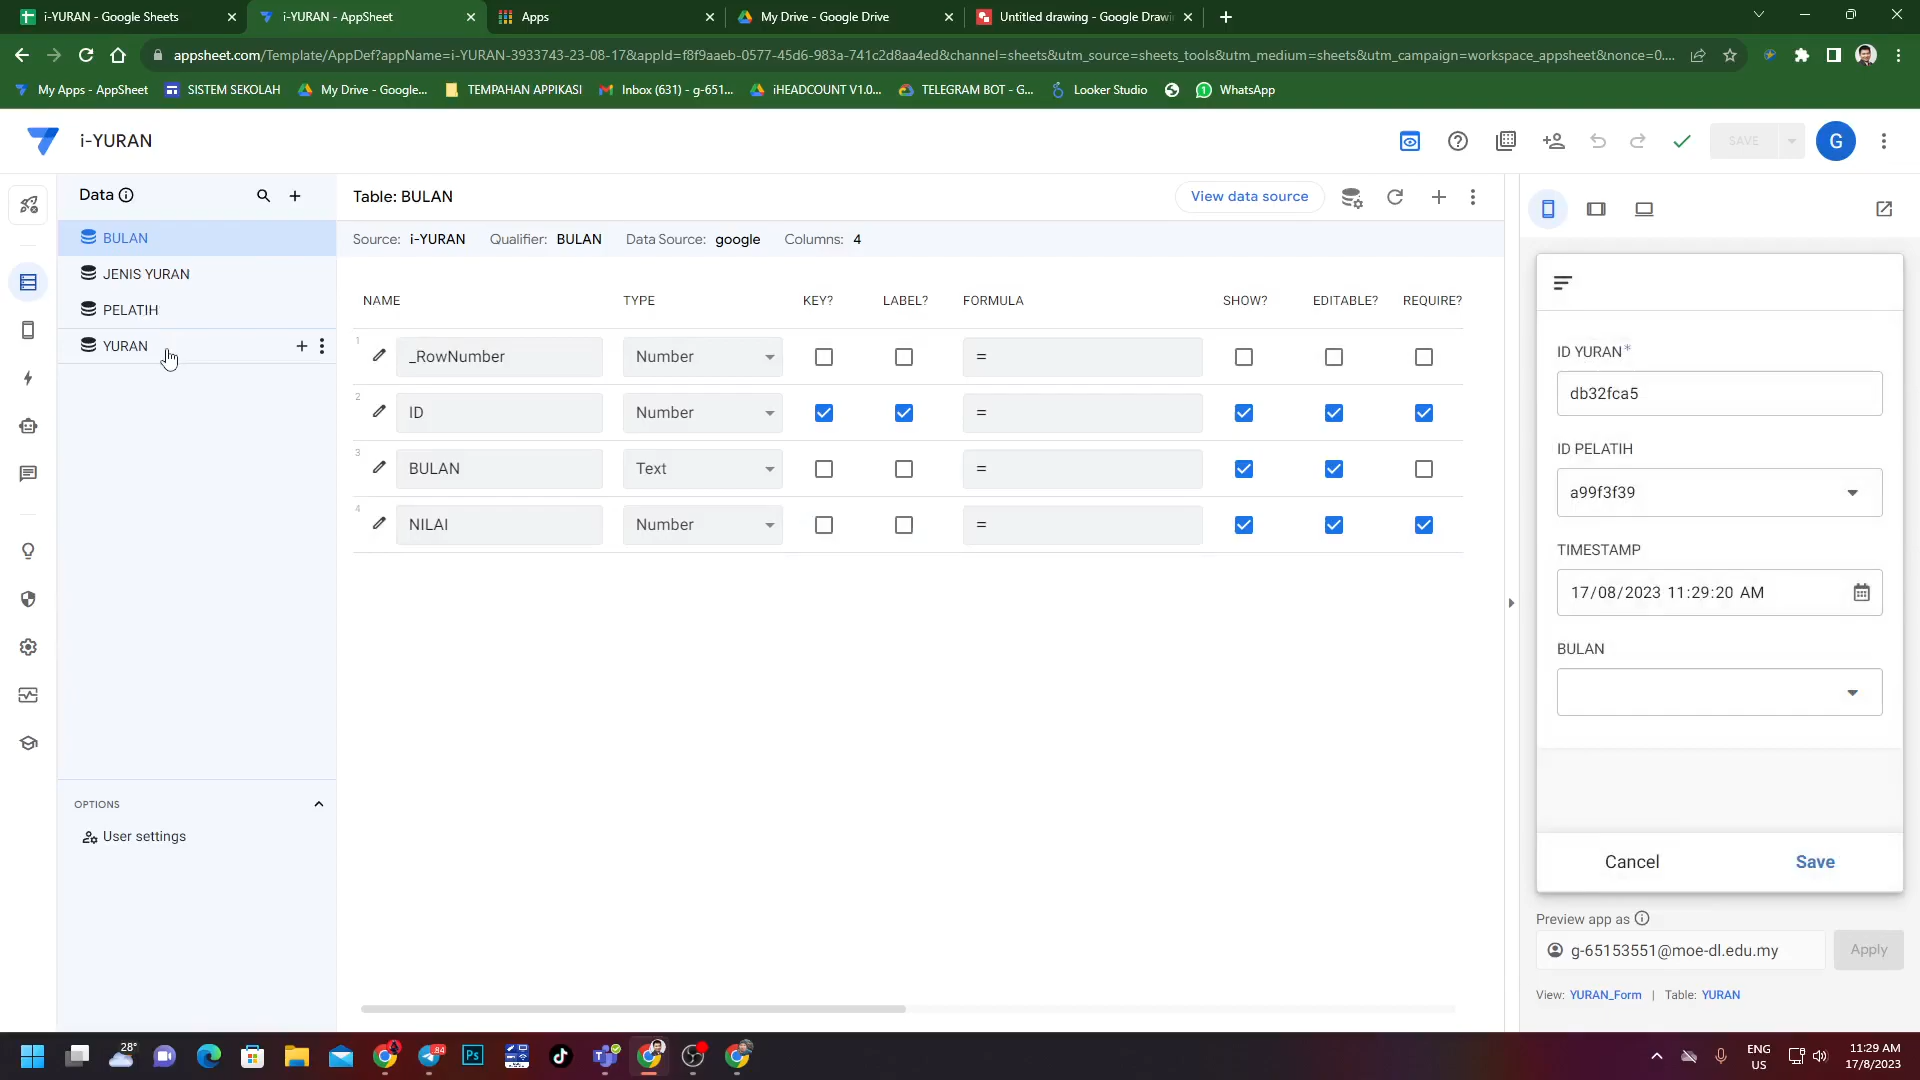 i-YURAN - Google Sheets
i-YURAN - AppSheet
Apps
My Drive - Google Drive
Untitled drawing - Google Drawi
appsheet.com/Template/AppDef?appName=i-YURAN-3933743-23-08-17&appId=f8f9aaeb-0577-45d6-983a-741c2d8aa4ed&channel=sheets&utm_source=sheets_tools&utm_medium=sheets&utm_campaign=workspace_appsheet&nonce=0....
My Apps - AppSheet
SISTEM SEKOLAH
My Drive - Google...
TEMPAHAN APPIKASI
Inbox (631) - g-651...
iHEADCOUNT V1.0...
TELEGRAM BOT - G...
Looker Studio
WhatsApp
i-YURAN
SAVE
G
Data
BULAN
JENIS YURAN
PELATIH
YURAN
OPTIONS
User settings
Table: BULAN
View data source
Source: i-YURAN Qualifier: BULAN Data Source: google Columns: 4
NAME TYPE KEY? LABEL? FORMULA SHOW? EDITABLE? REQUIRE?
1 _RowNumber Number =
2 ID Number =
3 BULAN Text =
4 NILAI Number =
ID YURAN*
db32fca5
ID PELATIH
a99f3f39
TIMESTAMP
17/08/2023 11:29:20 AM
BULAN
Cancel Save
Preview app as
g-65153551@moe-dl.edu.my
Apply
View: YURAN_Form | Table: YURAN
28°
Ps
84
ENG
US
11:29 AM
17/8/2023